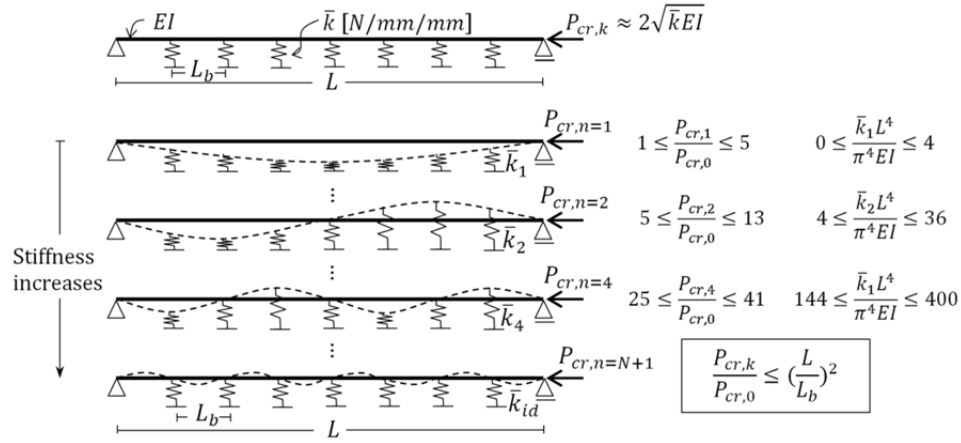 EI
k̄ [N/mm/mm]
P_{cr,k} ≈ 2√(k̄EI)
L_b
L
P_{cr,n=1}
k̄_1
1 ≤ P_{cr,1}/P_{cr,0} ≤ 5
0 ≤ k̄_1L^4/π^4EI ≤ 4
⋮
P_{cr,n=2}
k̄_2
5 ≤ P_{cr,2}/P_{cr,0} ≤ 13
4 ≤ k̄_2L^4/π^4EI ≤ 36
Stiffness
increases
⋮
P_{cr,n=4}
k̄_4
25 ≤ P_{cr,4}/P_{cr,0} ≤ 41
144 ≤ k̄_1L^4/π^4EI ≤ 400
⋮
P_{cr,n=N+1}
k̄_{id}
P_{cr,k}/P_{cr,0} ≤ (L/L_b)^2
L_b
L